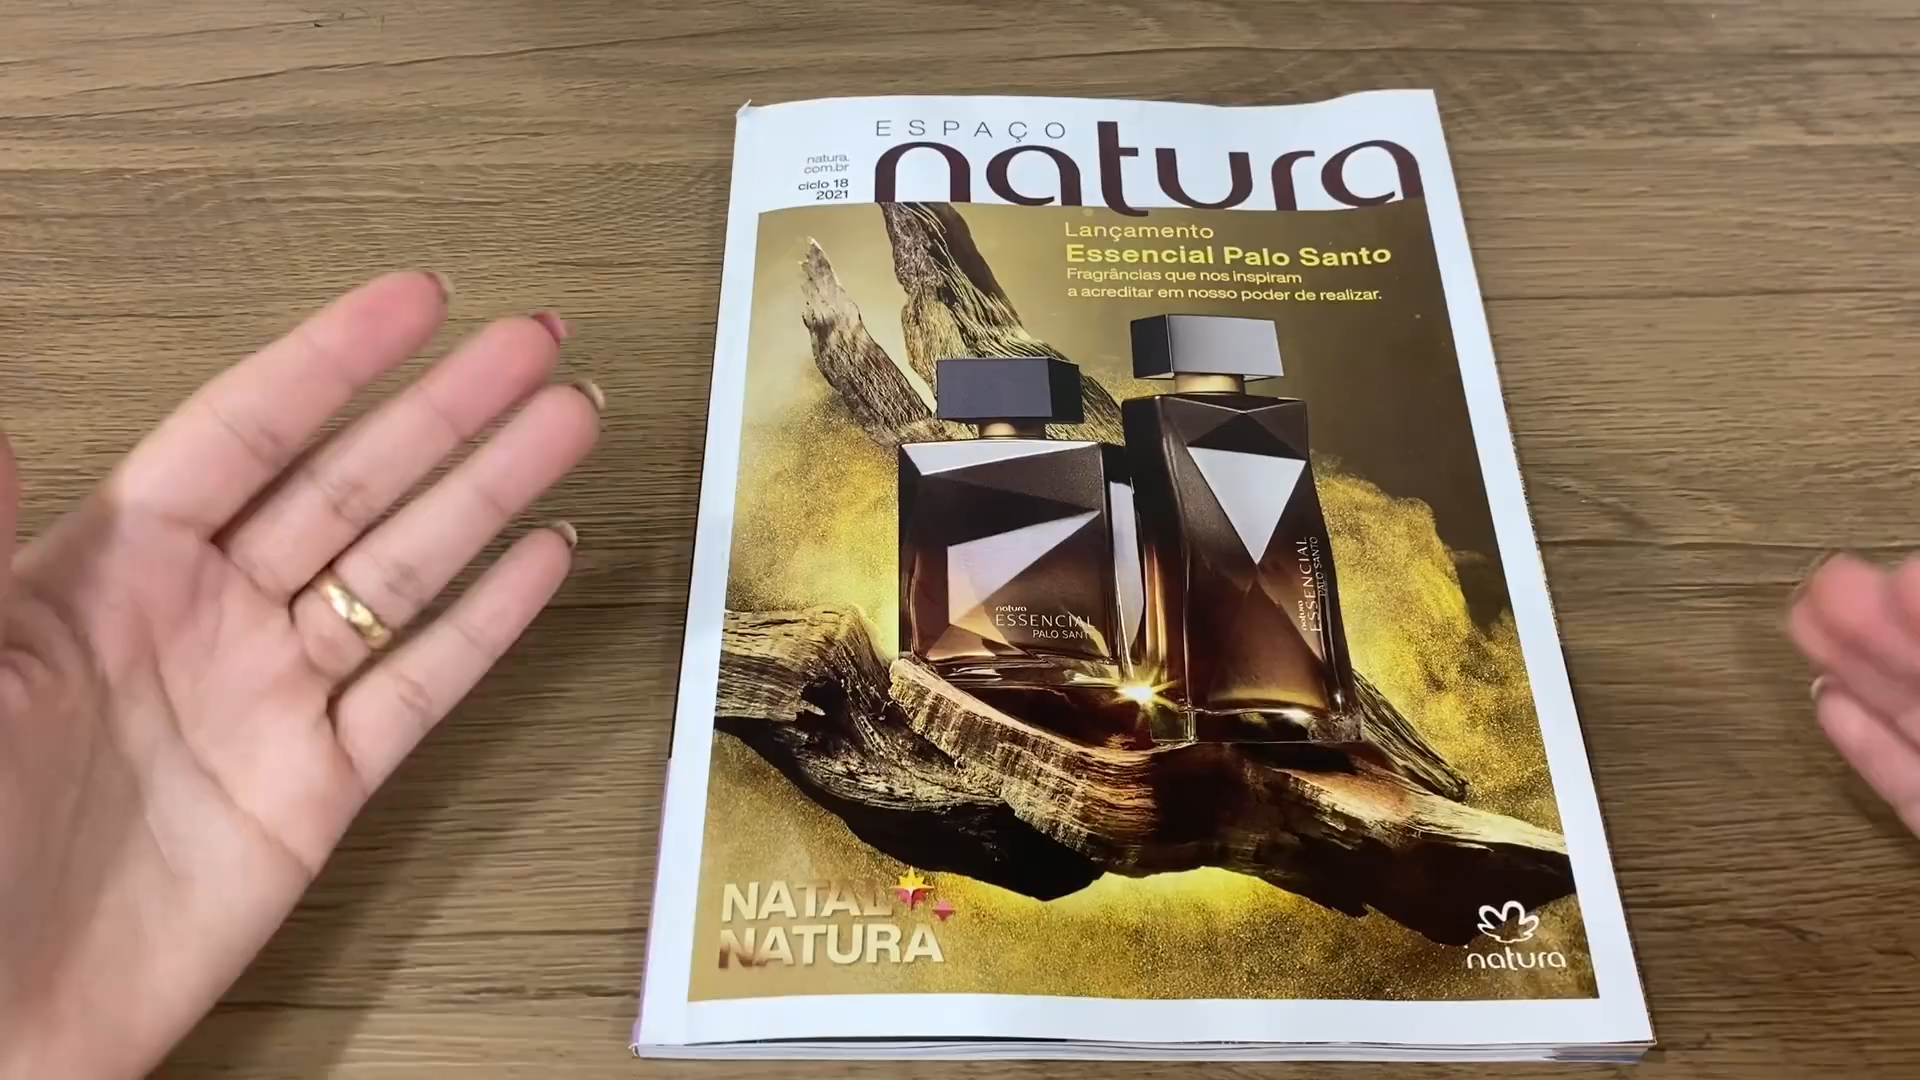 ESPAÇO
natura
natura.
com.br
ciclo 18
2021
Lançamento
Essencial Palo Santo
Fragrâncias que nos inspiram
a acreditar em nosso poder de realizar.
natura
ESSENCIAL
PALO SANTO
natura
ESSENCIAL
PALO SANTO
NATAL
NATURA
natura